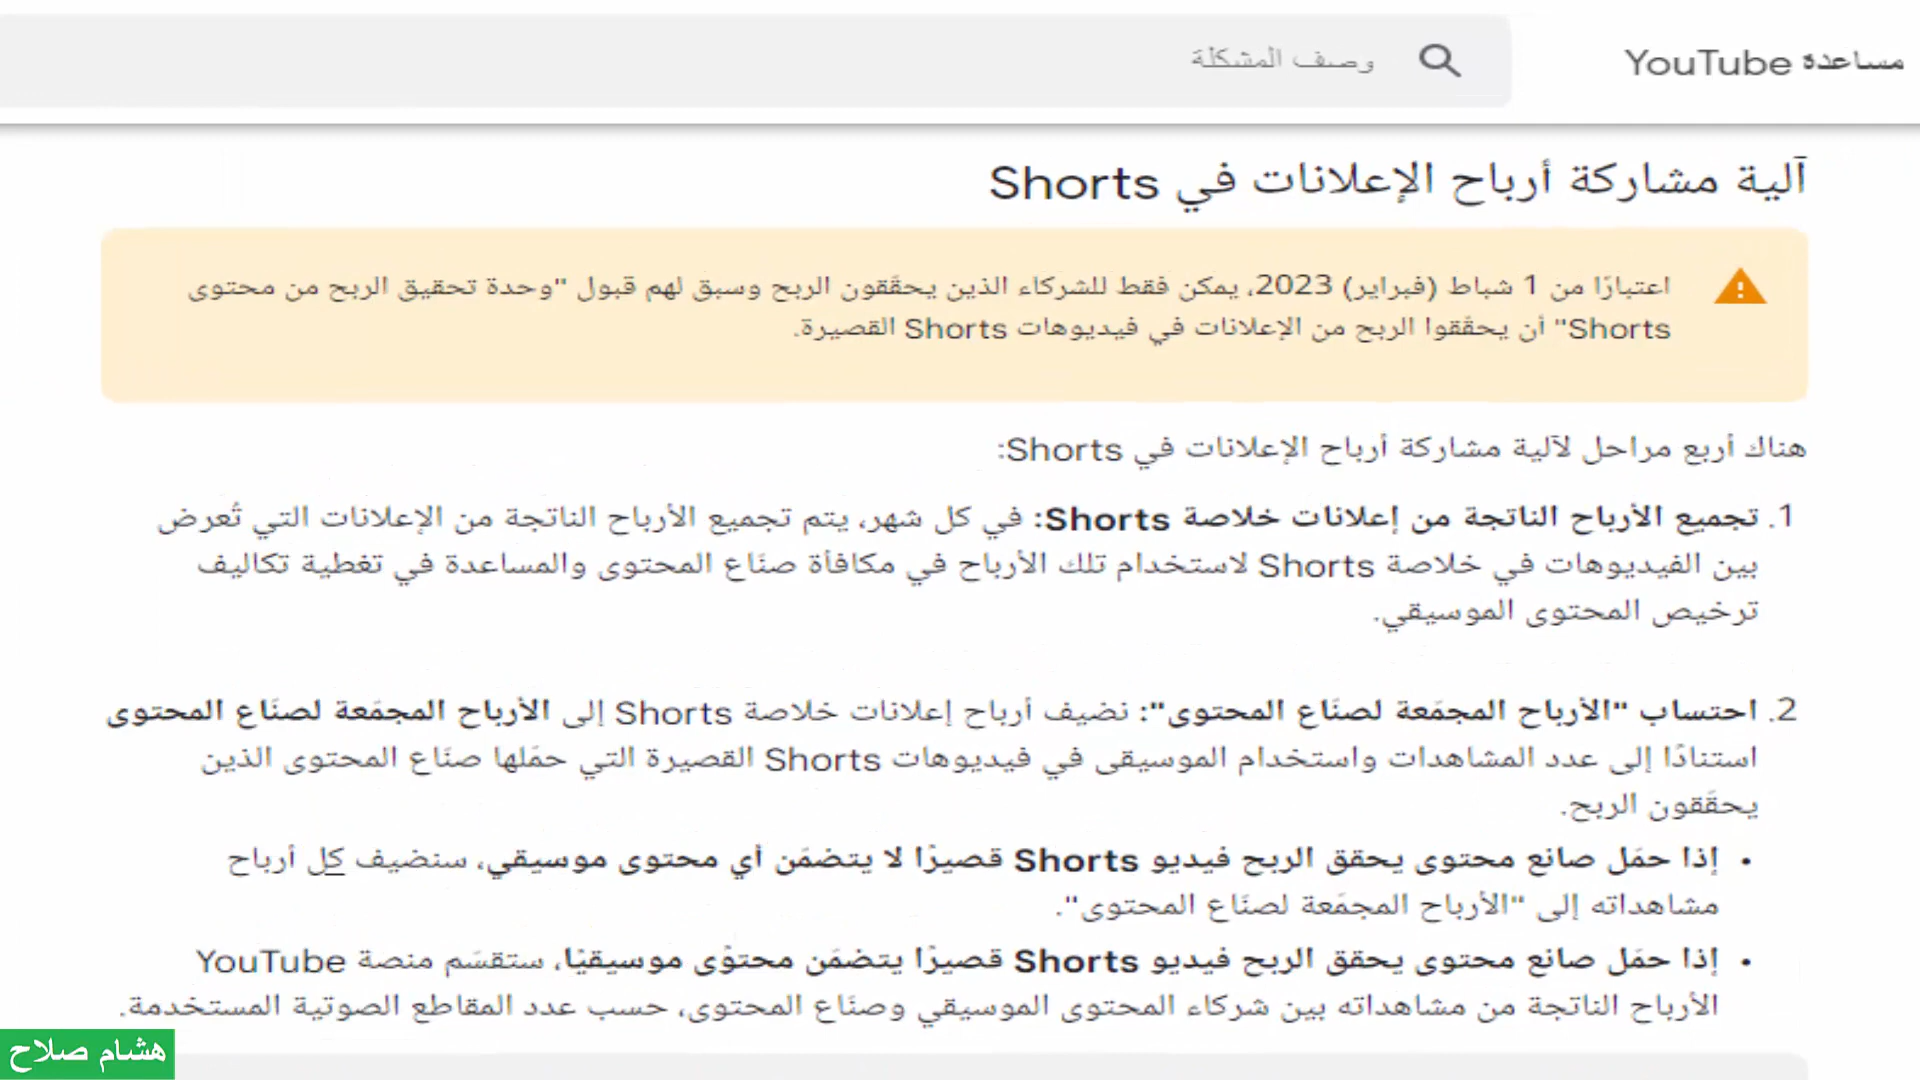 مساعدة YouTube
وصف المشكلة
آلية مشاركة أرباح الإعلانات في Shorts
اعتبارًا من 1 شباط (فبراير) 2023، يمكن فقط للشركاء الذين يحقّقون الربح وسبق لهم قبول "وحدة تحقيق الربح من محتوى
Shorts" أن يحقّقوا الربح من الإعلانات في فيديوهات Shorts القصيرة.
هناك أربع مراحل لآلية مشاركة أرباح الإعلانات في Shorts:
1. تجميع الأرباح الناتجة من إعلانات خلاصة Shorts: في كل شهر، يتم تجميع الأرباح الناتجة من الإعلانات التي تُعرض
بين الفيديوهات في خلاصة Shorts لاستخدام تلك الأرباح في مكافأة صنّاع المحتوى والمساعدة في تغطية تكاليف
ترخيص المحتوى الموسيقي.
2. احتساب "الأرباح المجمّعة لصنّاع المحتوى": نضيف أرباح إعلانات خلاصة Shorts إلى الأرباح المجمّعة لصنّاع المحتوى
استنادًا إلى عدد المشاهدات واستخدام الموسيقى في فيديوهات Shorts القصيرة التي حمّلها صنّاع المحتوى الذين
يحقّقون الربح.
• إذا حمّل صانع محتوى يحقق الربح فيديو Shorts قصيرًا لا يتضمّن أي محتوى موسيقي، سنضيف كل أرباح
مشاهداته إلى "الأرباح المجمّعة لصنّاع المحتوى".
• إذا حمّل صانع محتوى يحقق الربح فيديو Shorts قصيرًا يتضمّن محتوًى موسيقيًا، ستقسّم منصة YouTube
الأرباح الناتجة من مشاهداته بين شركاء المحتوى الموسيقي وصنّاع المحتوى، حسب عدد المقاطع الصوتية المستخدمة.
هشام صلاح